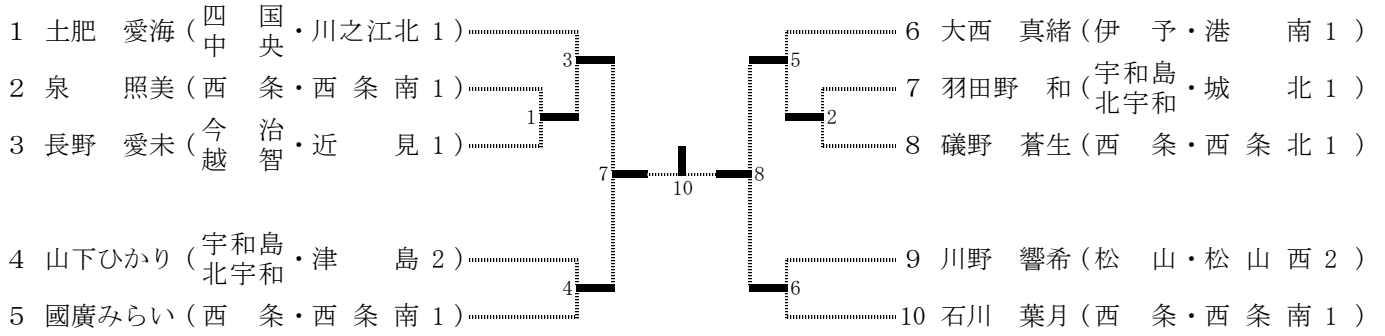 1 土肥 愛海 ( 四国中央・川之江北 1 )
3
2 泉 照美 ( 西条・西条南 1 )
1
3 長野 愛未 ( 今治越智・近見 1 )
7
4 山下ひかり ( 宇和島北宇和・津島 2 )
4
5 國廣みらい ( 西条・西条南 1 )
10
6 大西 真緒 ( 伊予・港南 1 )
5
7 羽田野 和 ( 宇和島北宇和・城北 1 )
2
8 礒野 蒼生 ( 西条・西条北 1 )
8
9 川野 響希 ( 松山・松山西 2 )
6
10 石川 葉月 ( 西条・西条南 1 )